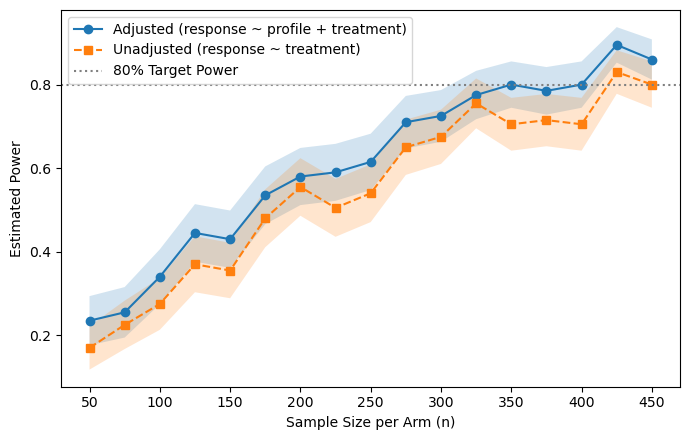 Adjusted (response ~ profile + treatment)
Unadjusted (response ~ treatment)
80% Target Power
Estimated Power
0.8
0.6
0.4
0.2
50 100 150 200 250 300 350 400 450
Sample Size per Arm (n)